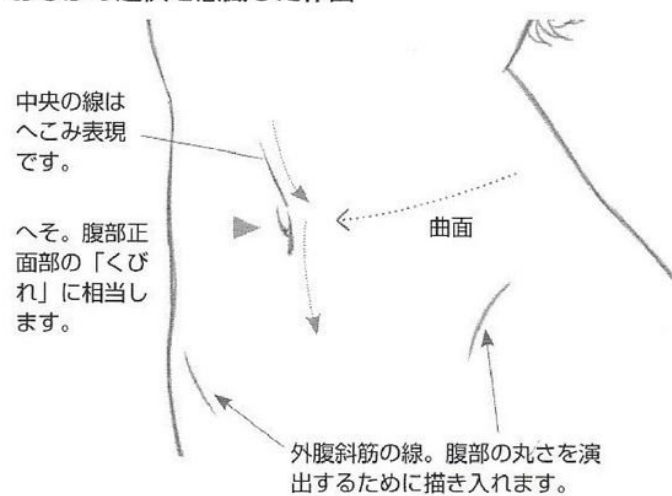 中央の線は
へこみ表現
です。
へそ。腹部正
面部の「くび
れ」に相当し
ます。
曲面
外腹斜筋の線。腹部の丸さを演
出するために描き入れます。